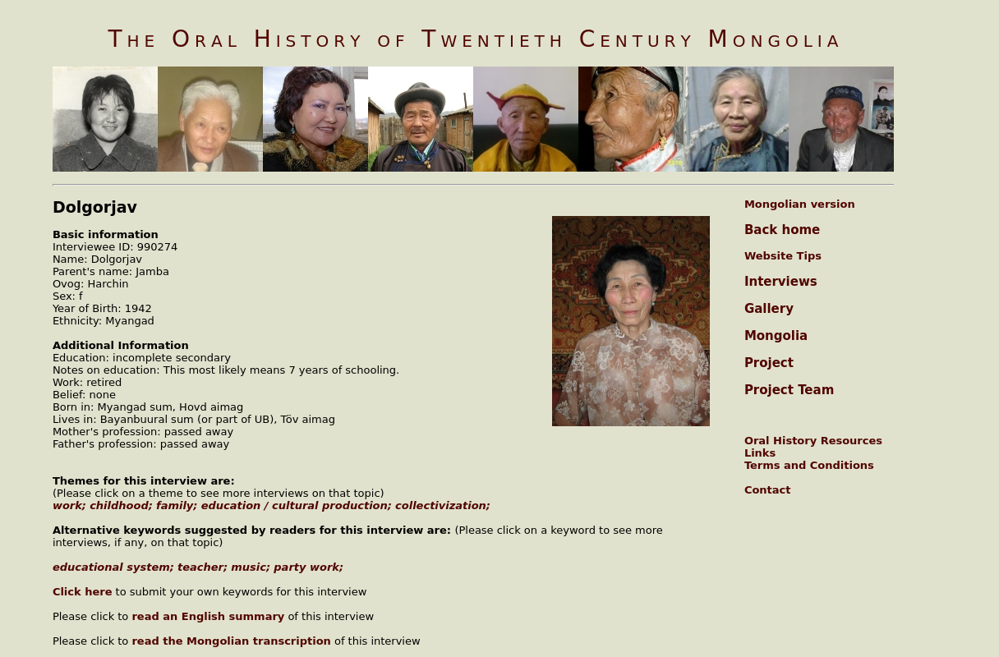 The Oral History of Twentieth Century Mongolia
Dolgorjav
Basic information
Interviewee ID: 990274
Name: Dolgorjav
Parent's name: Jamba
Ovog: Harchin
Sex: f
Year of Birth: 1942
Ethnicity: Myangad
Additional Information
Education: incomplete secondary
Notes on education: This most likely means 7 years of schooling.
Work: retired
Belief: none
Born in: Myangad sum, Hovd aimag
Lives in: Bayanbuural sum (or part of UB), Töv aimag
Mother's profession: passed away
Father's profession: passed away
Themes for this interview are:
(Please click on a theme to see more interviews on that topic)
work; childhood; family; education / cultural production; collectivization;
Alternative keywords suggested by readers for this interview are: (Please click on a keyword to see more
interviews, if any, on that topic)
educational system; teacher; music; party work;
Click here to submit your own keywords for this interview
Please click to read an English summary of this interview
Please click to read the Mongolian transcription of this interview
Mongolian version
Back home
Website Tips
Interviews
Gallery
Mongolia
Project
Project Team
Oral History Resources
Links
Terms and Conditions
Contact